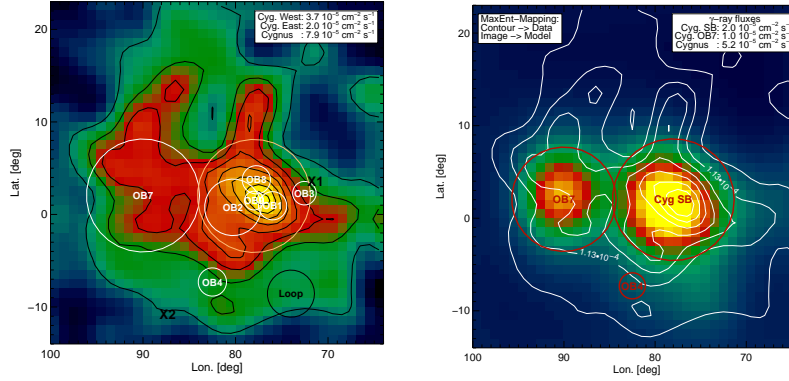 Cyg. West: 3.7 10⁻⁵ cm⁻² s⁻¹
Cyg. East: 2.0 10⁻⁵ cm⁻² s⁻¹
Cygnus : 7.9 10⁻⁵ cm⁻² s⁻¹
20
10
0
−10
Lat. [deg]
OB7
OB8
OB2
OB1
OB3
X1
OB4
X2
Loop
100
90
80
70
Lon. [deg]
MaxEnt-Mapping:
Contour −> Data
Image −> Model
γ-ray fluxes
Cyg. SB: 2.0 10⁻⁵ cm⁻² s⁻¹
Cyg. OB7: 1.0 10⁻⁵ cm⁻² s⁻¹
Cygnus : 5.2 10⁻⁵ cm⁻² s⁻¹
20
10
0
−10
Lat. [deg]
1.13•10⁻⁴
OB7
Cyg SB
1.13•10⁻⁴
100
90
80
70
Lon. [deg]